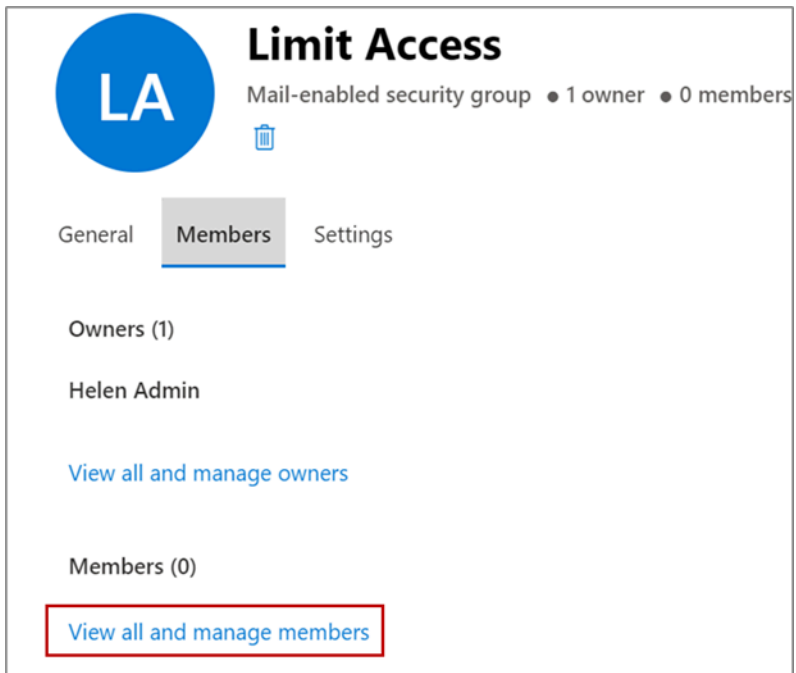 LA
Limit Access
Mail-enabled security group ● 1 owner ● 0 members
General Members Settings
Owners (1)
Helen Admin
View all and manage owners
Members (0)
View all and manage members